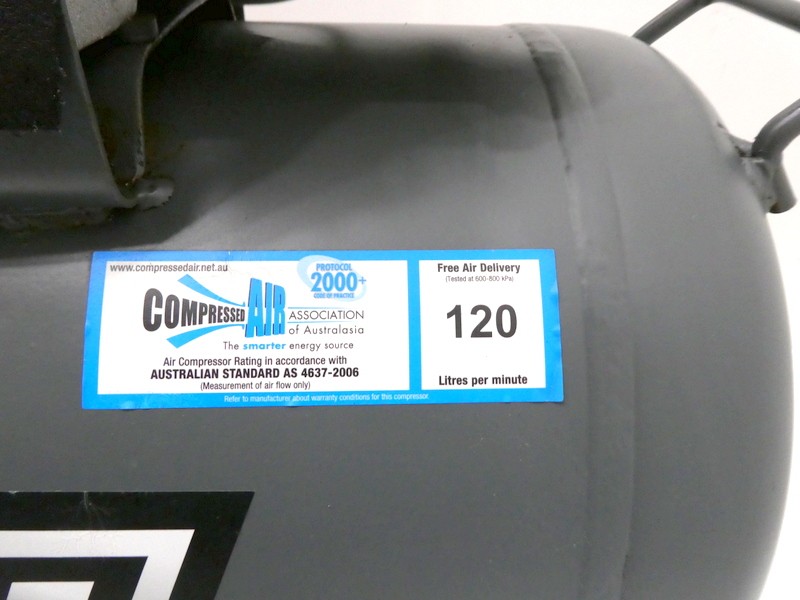 www.compressedair.net.au
PROTOCOL
2000+
CODE OF PRACTICE
COMPRESSED AIR ASSOCIATION
of Australasia
The smarter energy source
Air Compressor Rating in accordance with
AUSTRALIAN STANDARD AS 4637-2006
(Measurement of air flow only)
Refer to manufacturer about warranty conditions for this compressor.
Free Air Delivery
(Tested at 600-800 kPa)
120
Litres per minute